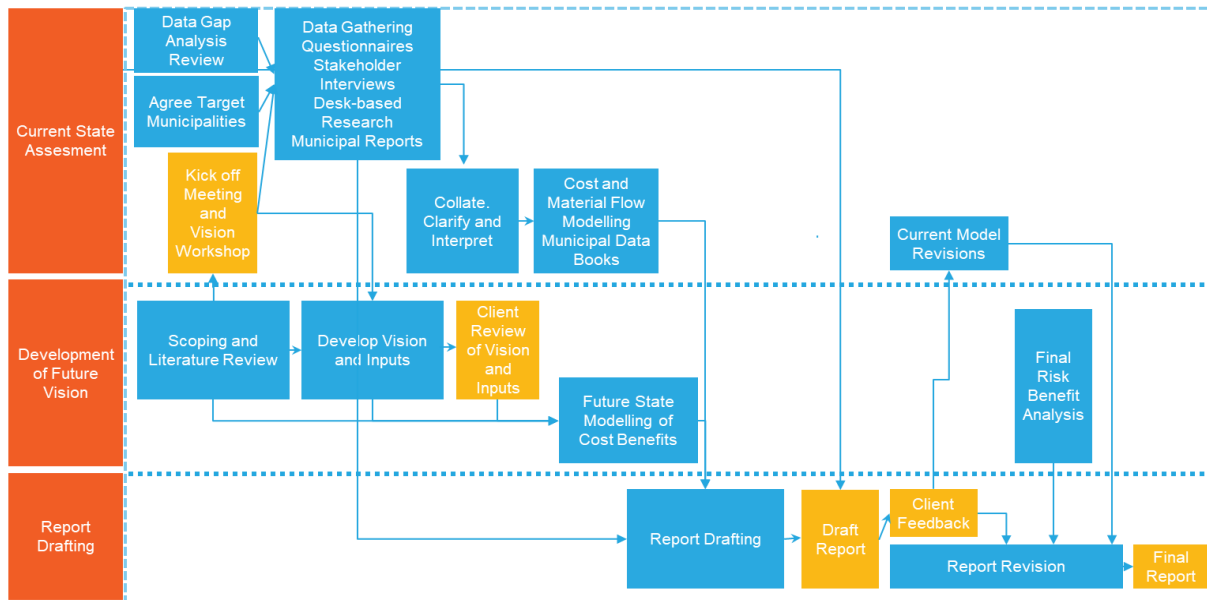 Current State
Assesment
Data Gap
Analysis
Review
Agree Target
Municipalities
Kick off
Meeting
and
Vision
Workshop
Data Gathering
Questionnaires
Stakeholder
Interviews
Desk-based
Research
Municipal Reports
Collate.
Clarify and
Interpret
Cost and
Material Flow
Modelling
Municipal Data
Books
Current Model
Revisions
Development
of Future
Vision
Scoping and
Literature Review
Develop Vision
and Inputs
Client
Review
of Vision
and
Inputs
Future State
Modelling of
Cost Benefits
Final
Risk
Benefit
Analysis
Report
Drafting
Report Drafting
Draft
Report
Client
Feedback
Report Revision
Final
Report